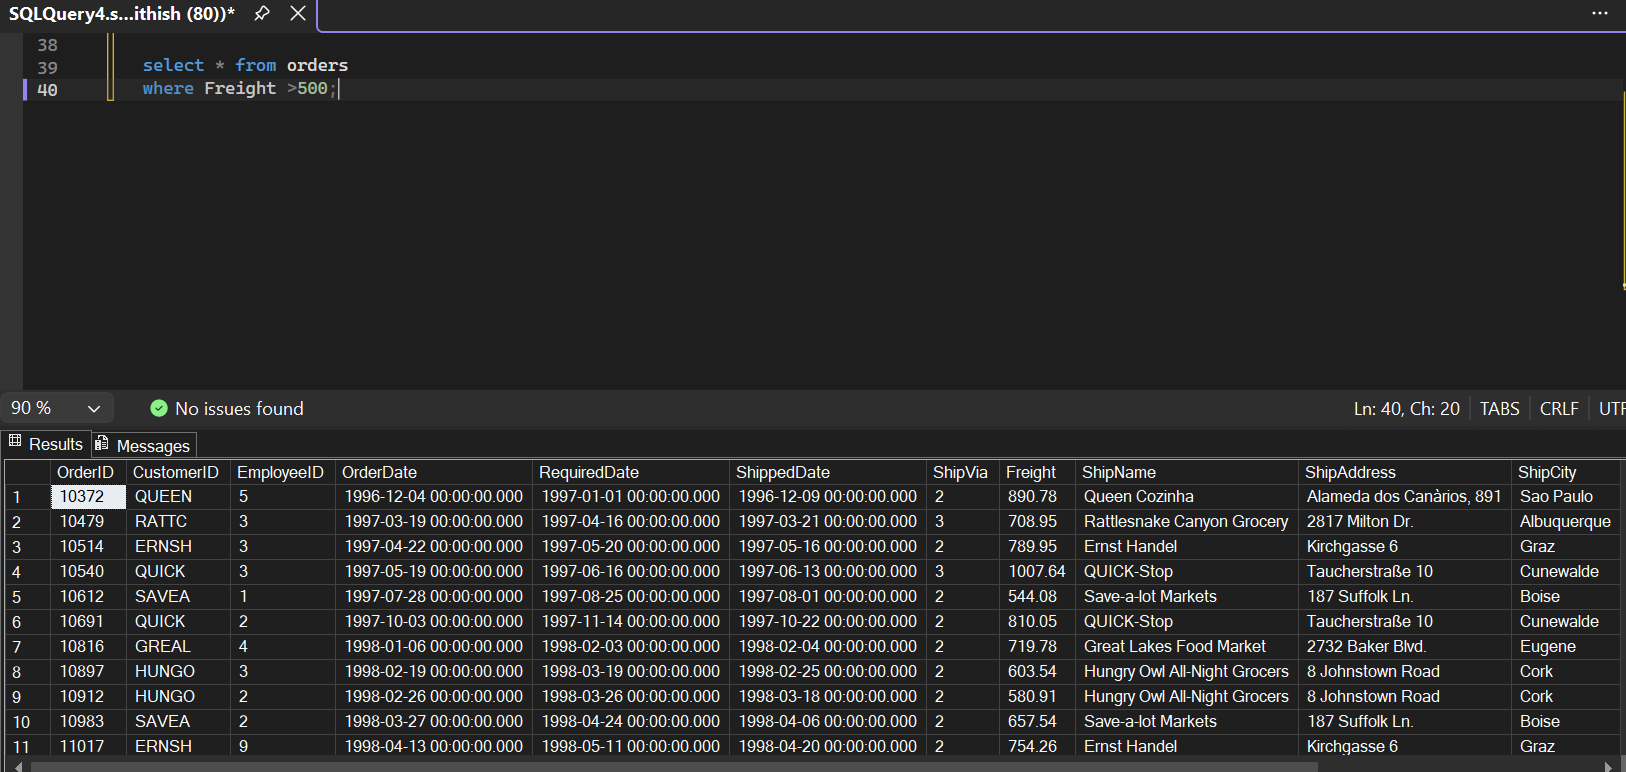 SQLQuery4.s...ithish (80))*
38
39 select * from orders
40 where Freight >500;
90 % No issues found Ln: 40, Ch: 20 TABS CRLF UTF
Results Messages
OrderID CustomerID EmployeeID OrderDate RequiredDate ShippedDate ShipVia Freight ShipName ShipAddress ShipCity
1 10372 QUEEN 5 1996-12-04 00:00:00.000 1997-01-01 00:00:00.000 1996-12-09 00:00:00.000 2 890.78 Queen Cozinha Alameda dos Canàrios, 891 Sao Paulo
2 10479 RATTC 3 1997-03-19 00:00:00.000 1997-04-16 00:00:00.000 1997-03-21 00:00:00.000 3 708.95 Rattlesnake Canyon Grocery 2817 Milton Dr. Albuquerque
3 10514 ERNSH 3 1997-04-22 00:00:00.000 1997-05-20 00:00:00.000 1997-05-16 00:00:00.000 2 789.95 Ernst Handel Kirchgasse 6 Graz
4 10540 QUICK 3 1997-05-19 00:00:00.000 1997-06-16 00:00:00.000 1997-06-13 00:00:00.000 3 1007.64 QUICK-Stop Taucherstraße 10 Cunewalde
5 10612 SAVEA 1 1997-07-28 00:00:00.000 1997-08-25 00:00:00.000 1997-08-01 00:00:00.000 2 544.08 Save-a-lot Markets 187 Suffolk Ln. Boise
6 10691 QUICK 2 1997-10-03 00:00:00.000 1997-11-14 00:00:00.000 1997-10-22 00:00:00.000 2 810.05 QUICK-Stop Taucherstraße 10 Cunewalde
7 10816 GREAL 4 1998-01-06 00:00:00.000 1998-02-03 00:00:00.000 1998-02-04 00:00:00.000 2 719.78 Great Lakes Food Market 2732 Baker Blvd. Eugene
8 10897 HUNGO 3 1998-02-19 00:00:00.000 1998-03-19 00:00:00.000 1998-02-25 00:00:00.000 2 603.54 Hungry Owl All-Night Grocers 8 Johnstown Road Cork
9 10912 HUNGO 2 1998-02-26 00:00:00.000 1998-03-26 00:00:00.000 1998-03-18 00:00:00.000 2 580.91 Hungry Owl All-Night Grocers 8 Johnstown Road Cork
10 10983 SAVEA 2 1998-03-27 00:00:00.000 1998-04-24 00:00:00.000 1998-04-06 00:00:00.000 2 657.54 Save-a-lot Markets 187 Suffolk Ln. Boise
11 11017 ERNSH 9 1998-04-13 00:00:00.000 1998-05-11 00:00:00.000 1998-04-20 00:00:00.000 2 754.26 Ernst Handel Kirchgasse 6 Graz